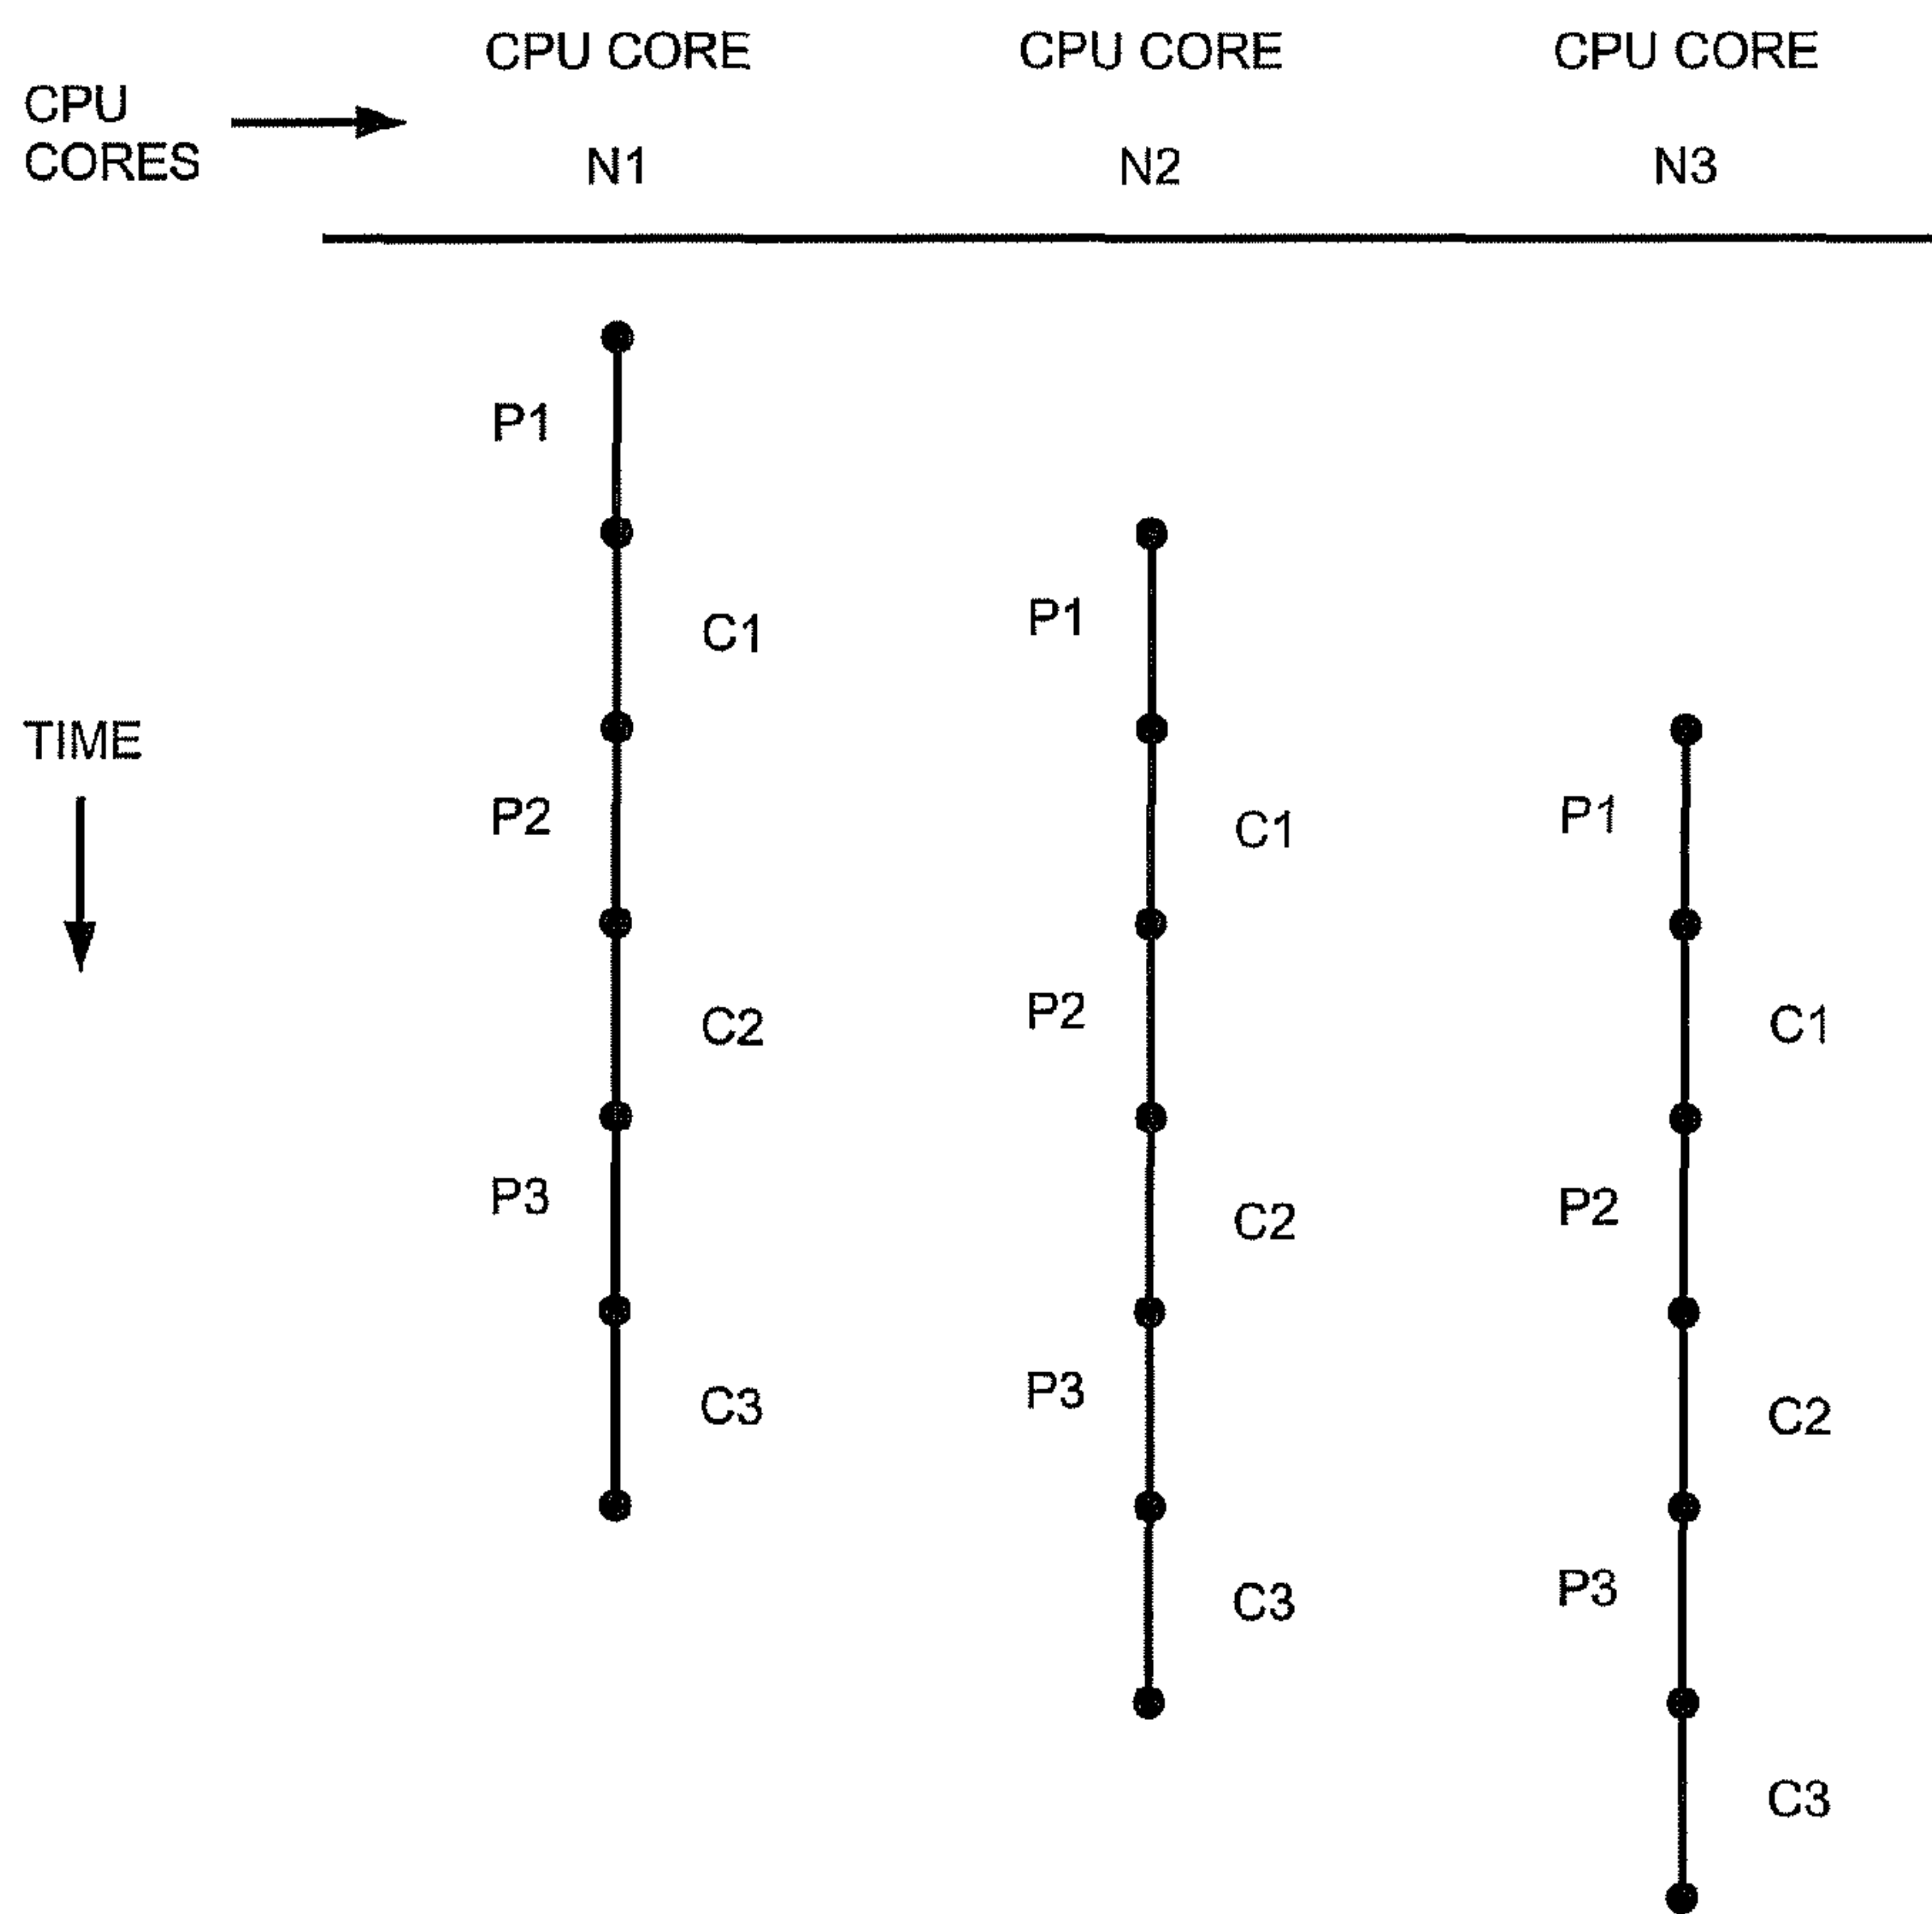 CPU CORE CPU CORE CPU CORE
CPU
CORES
N1 N2 N3
P1
P1
C1
TIME
P2 C1 P1
C2 P2 C1
P3 C2 P2
C3 P3 C2
C3 P3
C3